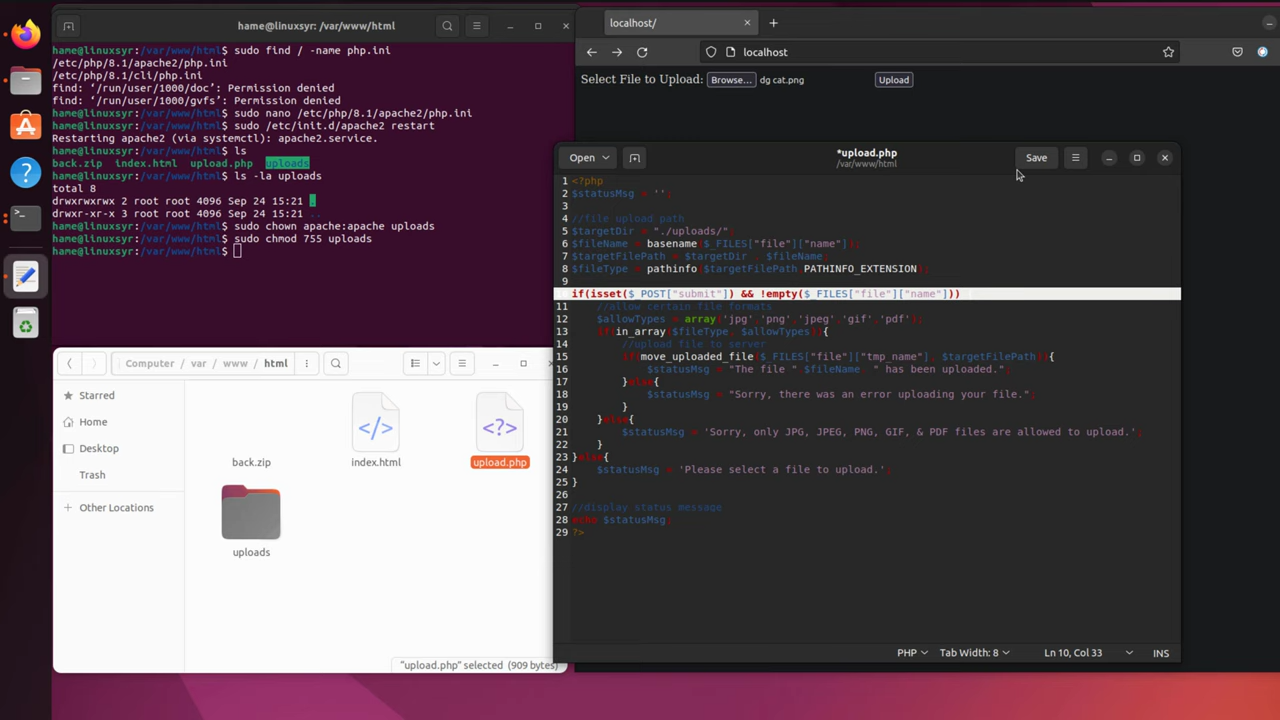 hame@linuxsyr: /var/www/html
hame@linuxsyr:/var/www/html$ sudo find / -name php.ini
/etc/php/8.1/apache2/php.ini
/etc/php/8.1/cli/php.ini
find: ‘/run/user/1000/doc’: Permission denied
find: ‘/run/user/1000/gvfs’: Permission denied
hame@linuxsyr:/var/www/html$ sudo nano /etc/php/8.1/apache2/php.ini
hame@linuxsyr:/var/www/html$ sudo /etc/init.d/apache2 restart
Restarting apache2 (via systemctl): apache2.service.
hame@linuxsyr:/var/www/html$ ls
back.zip index.html upload.php uploads
hame@linuxsyr:/var/www/html$ ls -la uploads
total 8
drwxrwxrwx 2 root root 4096 Sep 24 15:21 .
drwxr-xr-x 3 root root 4096 Sep 24 15:21 ..
hame@linuxsyr:/var/www/html$ sudo chown apache:apache uploads
hame@linuxsyr:/var/www/html$ sudo chmod 755 uploads
hame@linuxsyr:/var/www/html$
localhost/
localhost
Select File to Upload: Browse... dg cat.png Upload
Computer / var / www / html
Starred
Home
Desktop
Trash
Other Locations
back.zip
index.html
upload.php
uploads
“upload.php” selected (909 bytes)
Open
*upload.php
/var/www/html
Save
1 <?php
2 $statusMsg = '';
3
4 //file upload path
5 $targetDir = "./uploads/";
6 $fileName = basename($_FILES["file"]["name"]);
7 $targetFilePath = $targetDir . $fileName;
8 $fileType = pathinfo($targetFilePath,PATHINFO_EXTENSION);
9
if(isset($_POST["submit"]) && !empty($_FILES["file"]["name"]))
11 //allow certain file formats
12 $allowTypes = array('jpg','png','jpeg','gif','pdf');
13 if(in_array($fileType, $allowTypes)){
14 //upload file to server
15 if(move_uploaded_file($_FILES["file"]["tmp_name"], $targetFilePath)){
16 $statusMsg = "The file ".$fileName. " has been uploaded.";
17 }else{
18 $statusMsg = "Sorry, there was an error uploading your file.";
19 }
20 }else{
21 $statusMsg = 'Sorry, only JPG, JPEG, PNG, GIF, & PDF files are allowed to upload.';
22 }
23 }else{
24 $statusMsg = 'Please select a file to upload.';
25 }
26
27 //display status message
28 echo $statusMsg;
29 ?>
PHP Tab Width: 8 Ln 10, Col 33 INS